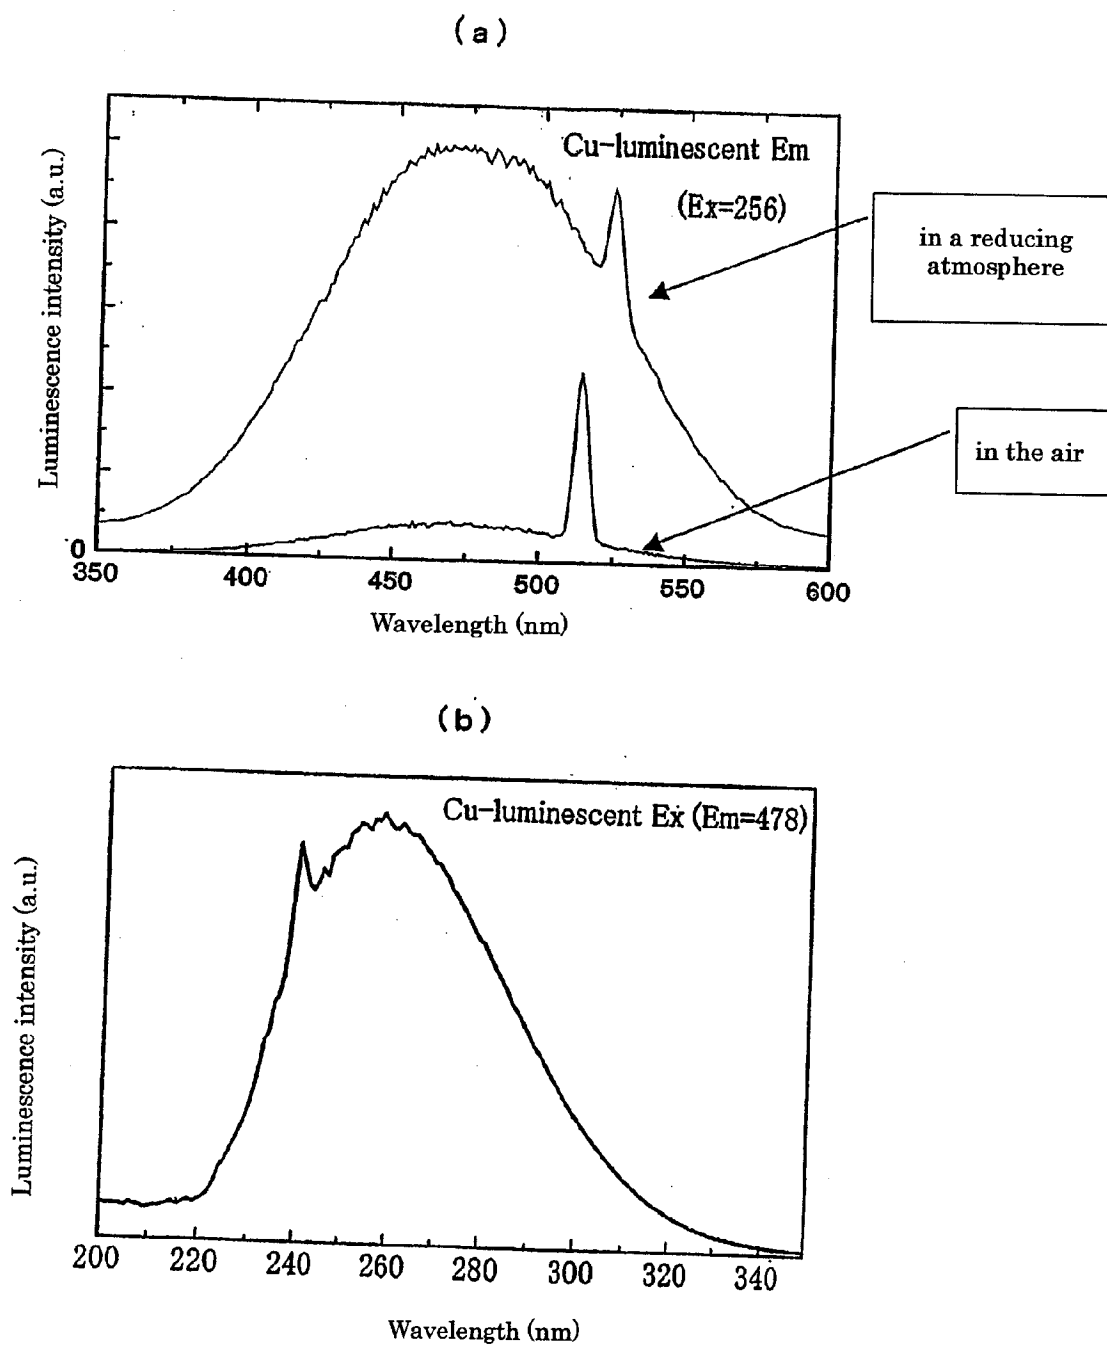 (a)
Cu-luminescent Em
(Ex=256)
in a reducing
atmosphere
in the air
Luminescence intensity (a.u.)
0
350 400 450 500 550 600
Wavelength (nm)
(b)
Cu-luminescent Ex (Em=478)
Luminescence intensity (a.u.)
200 220 240 260 280 300 320 340
Wavelength (nm)